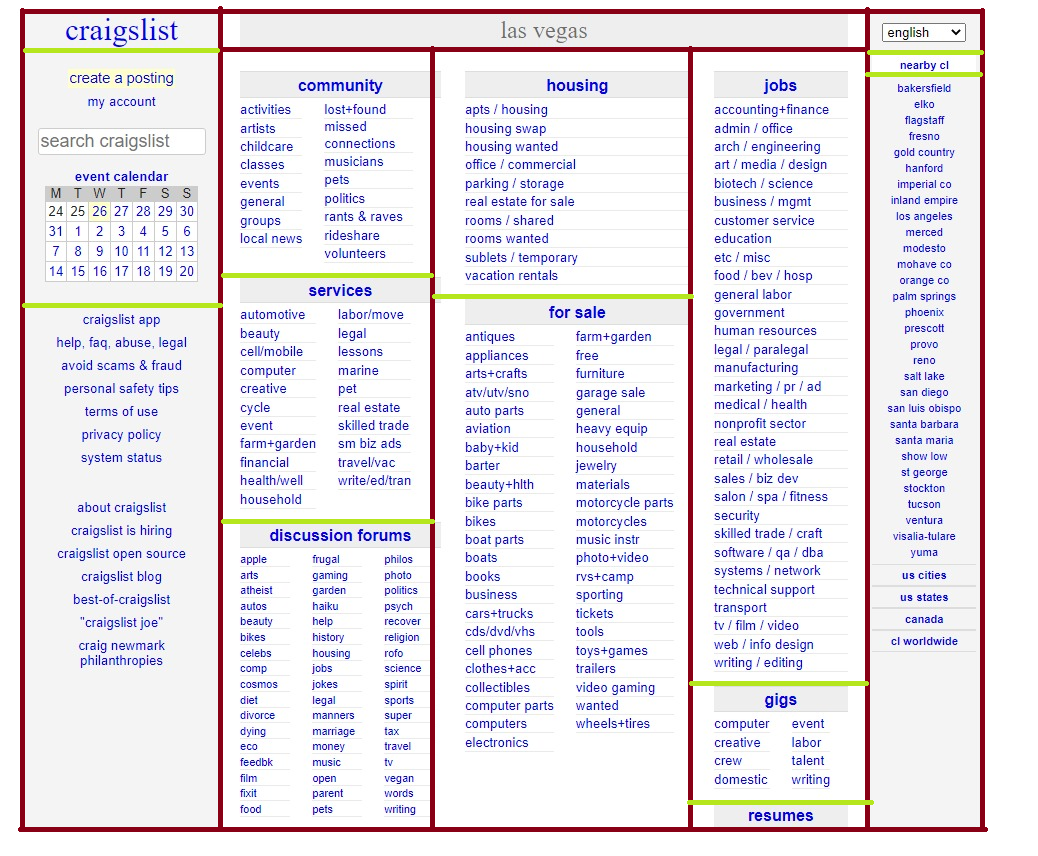 craigslist
create a posting
my account
search craigslist
event calendar
M T W T F S S
24 25 26 27 28 29 30
31 1 2 3 4 5 6
7 8 9 10 11 12 13
14 15 16 17 18 19 20
craigslist app
help, faq, abuse, legal
avoid scams & fraud
personal safety tips
terms of use
privacy policy
system status
about craigslist
craigslist is hiring
craigslist open source
craigslist blog
best-of-craigslist
"craigslist joe"
craig newmark
philanthropies
las vegas
community
activities
artists
childcare
classes
events
general
groups
local news
lost+found
missed
connections
musicians
pets
politics
rants & raves
rideshare
volunteers
services
automotive
beauty
cell/mobile
computer
creative
cycle
event
farm+garden
financial
health/well
household
labor/move
legal
lessons
marine
pet
real estate
skilled trade
sm biz ads
travel/vac
write/ed/tran
discussion forums
apple
arts
atheist
autos
beauty
bikes
celebs
comp
cosmos
diet
divorce
dying
eco
feedbk
film
fixit
food
frugal
gaming
garden
haiku
help
history
housing
jobs
jokes
legal
manners
marriage
money
music
open
parent
pets
philos
photo
politics
psych
recover
religion
rofo
science
spirit
sports
super
tax
travel
tv
vegan
words
writing
housing
apts / housing
housing swap
housing wanted
office / commercial
parking / storage
real estate for sale
rooms / shared
rooms wanted
sublets / temporary
vacation rentals
for sale
antiques
appliances
arts+crafts
atv/utv/sno
auto parts
aviation
baby+kid
barter
beauty+hlth
bike parts
bikes
boat parts
boats
books
business
cars+trucks
cds/dvd/vhs
cell phones
clothes+acc
collectibles
computer parts
computers
electronics
farm+garden
free
furniture
garage sale
general
heavy equip
household
jewelry
materials
motorcycle parts
motorcycles
music instr
photo+video
rvs+camp
sporting
tickets
tools
toys+games
trailers
video gaming
wanted
wheels+tires
jobs
accounting+finance
admin / office
arch / engineering
art / media / design
biotech / science
business / mgmt
customer service
education
etc / misc
food / bev / hosp
general labor
government
human resources
legal / paralegal
manufacturing
marketing / pr / ad
medical / health
nonprofit sector
real estate
retail / wholesale
sales / biz dev
salon / spa / fitness
security
skilled trade / craft
software / qa / dba
systems / network
technical support
transport
tv / film / video
web / info design
writing / editing
gigs
computer
creative
crew
domestic
event
labor
talent
writing
resumes
english
nearby cl
bakersfield
elko
flagstaff
fresno
gold country
hanford
imperial co
inland empire
los angeles
merced
modesto
mohave co
orange co
palm springs
phoenix
prescott
provo
reno
salt lake
san diego
san luis obispo
santa barbara
santa maria
show low
st george
stockton
tucson
ventura
visalia-tulare
yuma
us cities
us states
canada
cl worldwide